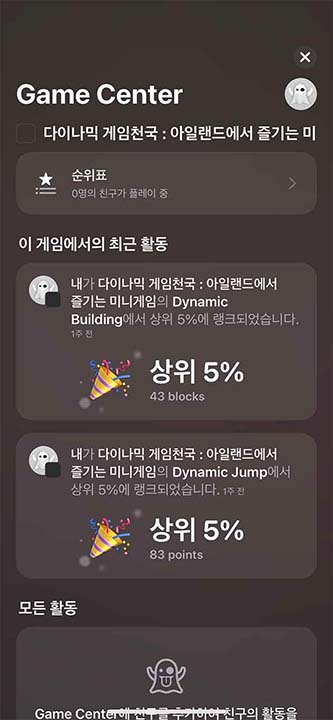 Game Center
다이나믹 게임천국 : 아일랜드에서 즐기는 미
순위표
0명의 친구가 플레이 중
이 게임에서의 최근 활동
내가 다이나믹 게임천국 : 아일랜드에서
즐기는 미니게임의 Dynamic
Building에서 상위 5%에 랭크되었습니다.
1주 전
상위 5%
43 blocks
내가 다이나믹 게임천국 : 아일랜드에서
즐기는 미니게임의 Dynamic Jump에서
상위 5%에 랭크되었습니다. 1주 전
상위 5%
83 points
모든 활동
Game Center에 친구를 추가하여 친구의 활동을